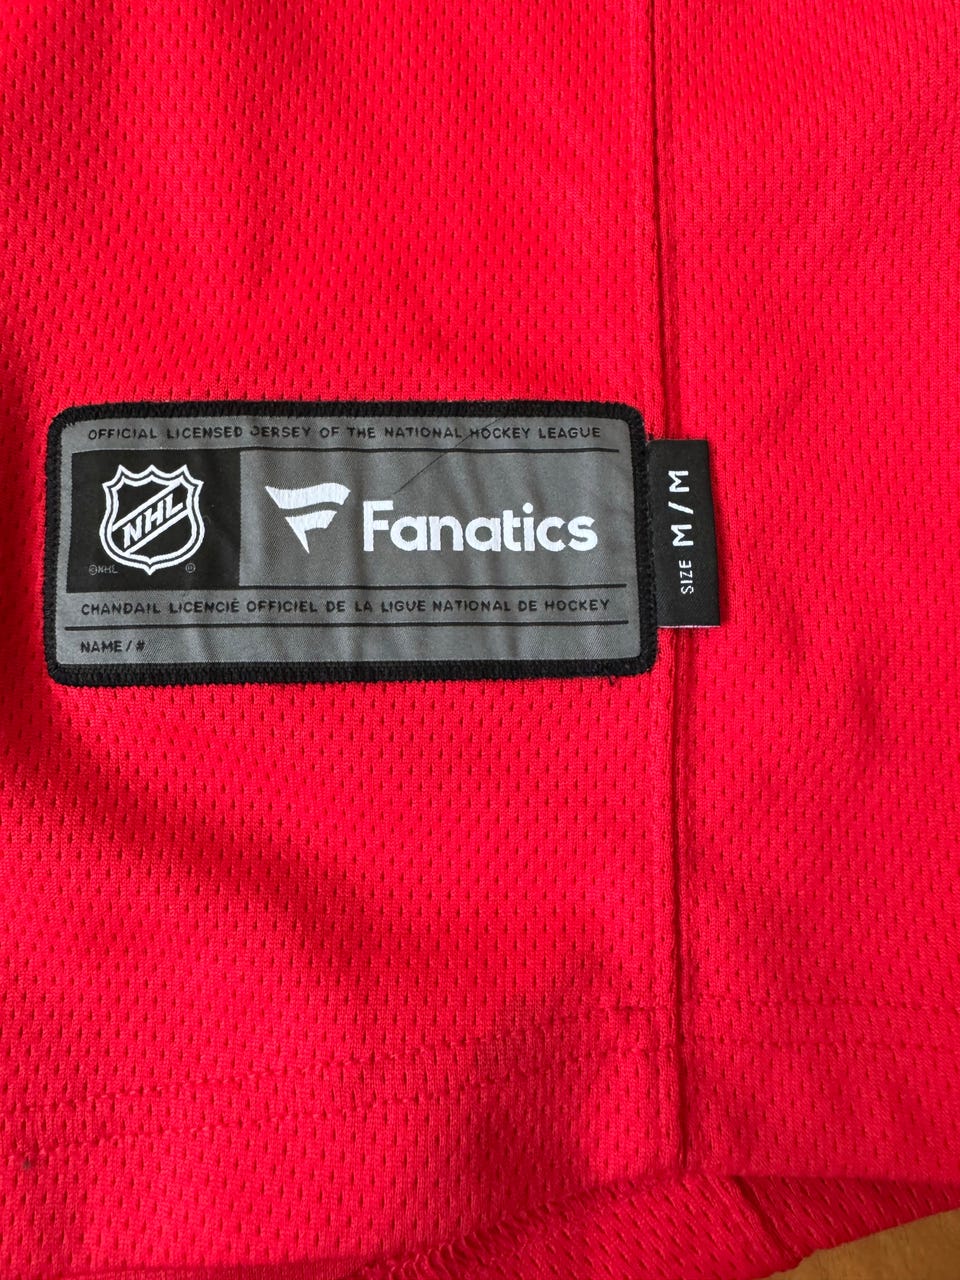 OFFICIAL LICENSED JERSEY OF THE NATIONAL HOCKEY LEAGUE
NHL
©NHL ®
Fanatics
CHANDAIL LICENCIÉ OFFICIEL DE LA LIGUE NATIONAL DE HOCKEY
NAME / #
SIZE M / M